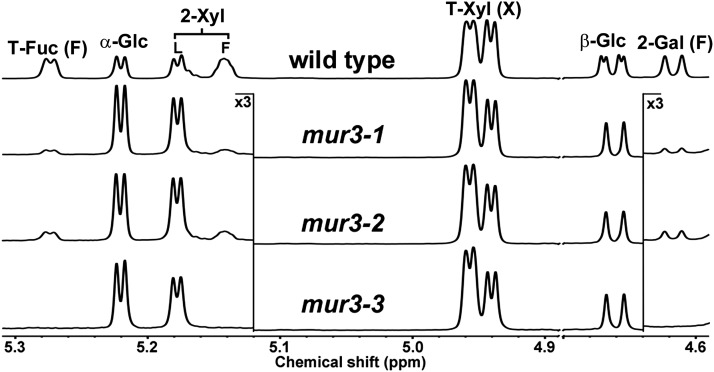 2-Xyl
T-Xyl (X)
T-Fuc (F)
α-Glc
L
F
wild type
β-Glc
2-Gal (F)
x3
mur3-1
x3
mur3-2
mur3-3
5.3
5.2
5.1
5.0
4.9
4.6
Chemical shift (ppm)